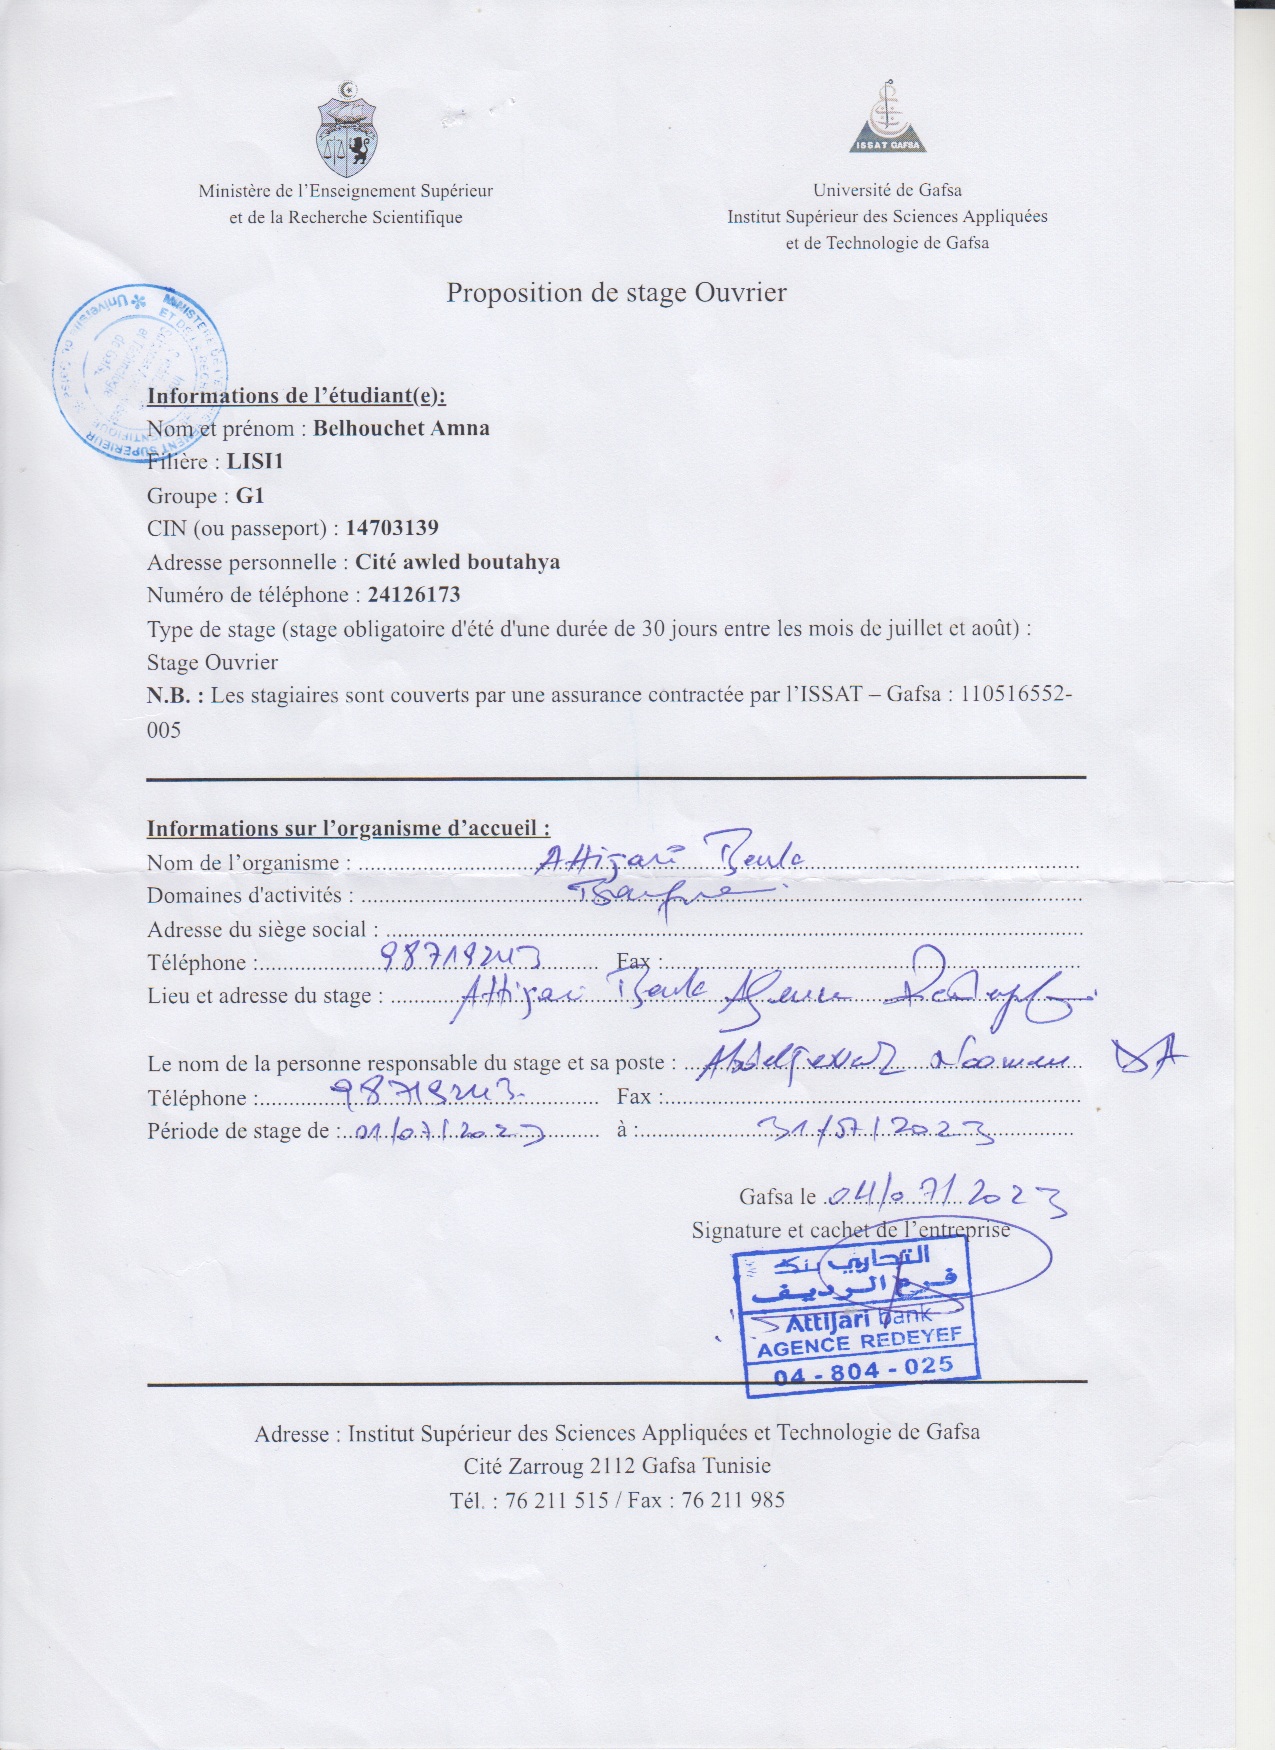 ISSAT GAFSA
Ministère de l'Enseignement Supérieur
et de la Recherche Scientifique
Université de Gafsa
Institut Supérieur des Sciences Appliquées
et de Technologie de Gafsa
Proposition de stage Ouvrier
Informations de l'étudiant(e):
Nom et prénom : Belhouchet Amna
Filière : LISI1
Groupe : G1
CIN (ou passeport) : 14703139
Adresse personnelle : Cité awled boutahya
Numéro de téléphone : 24126173
Type de stage (stage obligatoire d'été d'une durée de 30 jours entre les mois de juillet et août) :
Stage Ouvrier
N.B. : Les stagiaires sont couverts par une assurance contractée par l'ISSAT – Gafsa : 110516552-
005
Informations sur l'organisme d'accueil :
Nom de l'organisme : Attijari Bank
Domaines d'activités :
Adresse du siège social :
Téléphone : 98719243 Fax :
Lieu et adresse du stage : Attijari Bank Agence
Le nom de la personne responsable du stage et sa poste :
Téléphone : 98719243 Fax :
Période de stage de : 01/07/2023 à : 31/07/2023
Gafsa le 04/07/2023
Signature et cachet de l'entreprise
التجاري بنك
فرع الرديف
Attijari bank
AGENCE REDEYEF
04 - 804 - 025
Adresse : Institut Supérieur des Sciences Appliquées et Technologie de Gafsa
Cité Zarroug 2112 Gafsa Tunisie
Tél. : 76 211 515 / Fax : 76 211 985